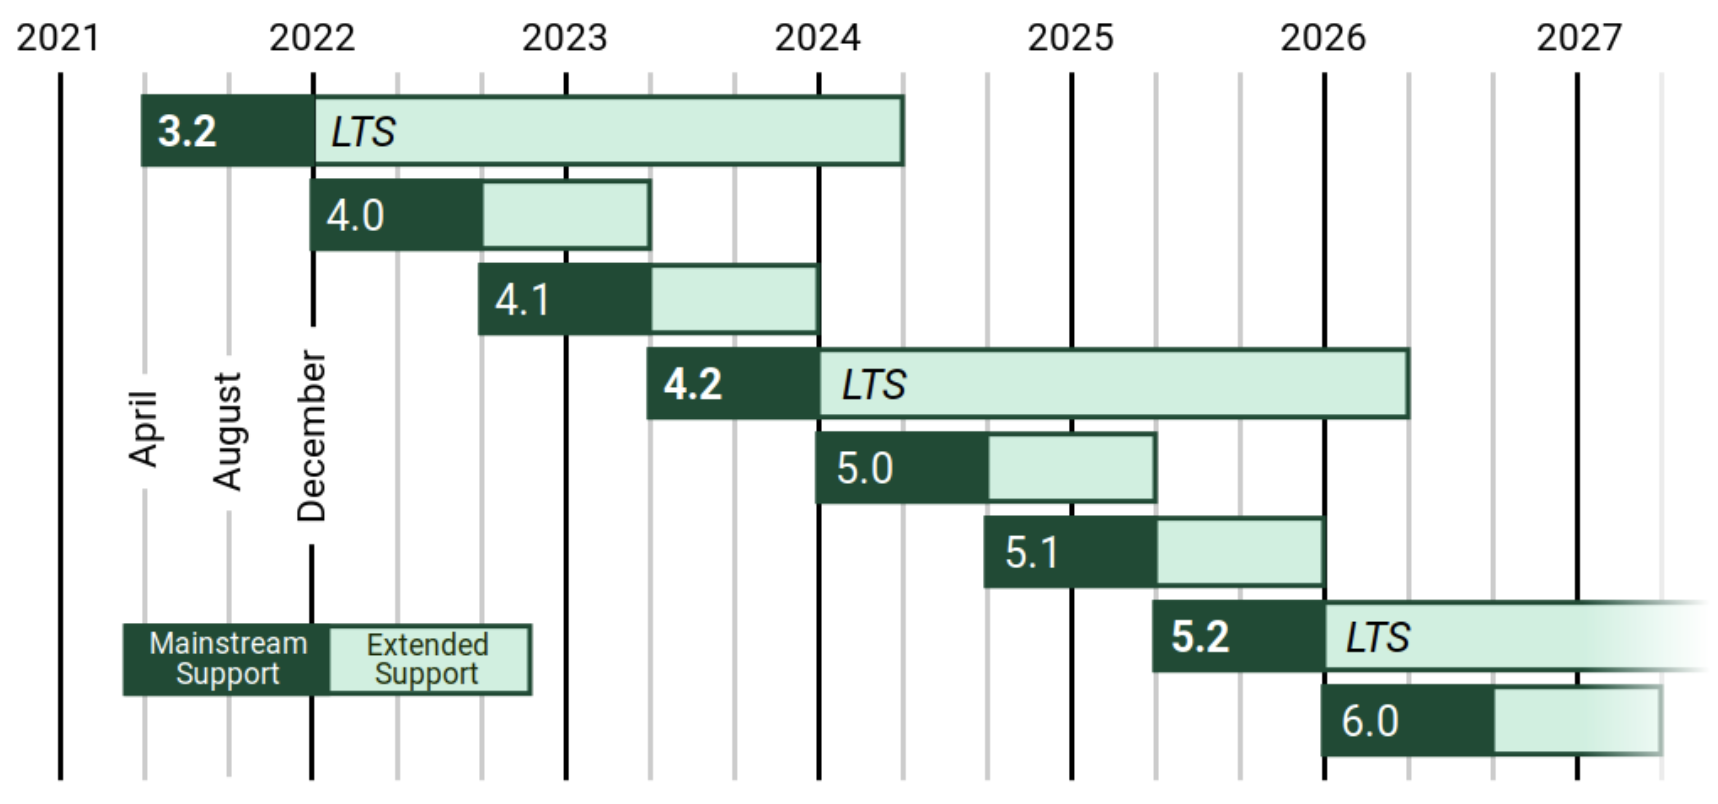 2021 2022 2023 2024 2025 2026 2027
3.2 LTS
4.0
4.1
4.2 LTS
5.0
5.1
5.2 LTS
6.0
April
August
December
Mainstream
Support
Extended
Support